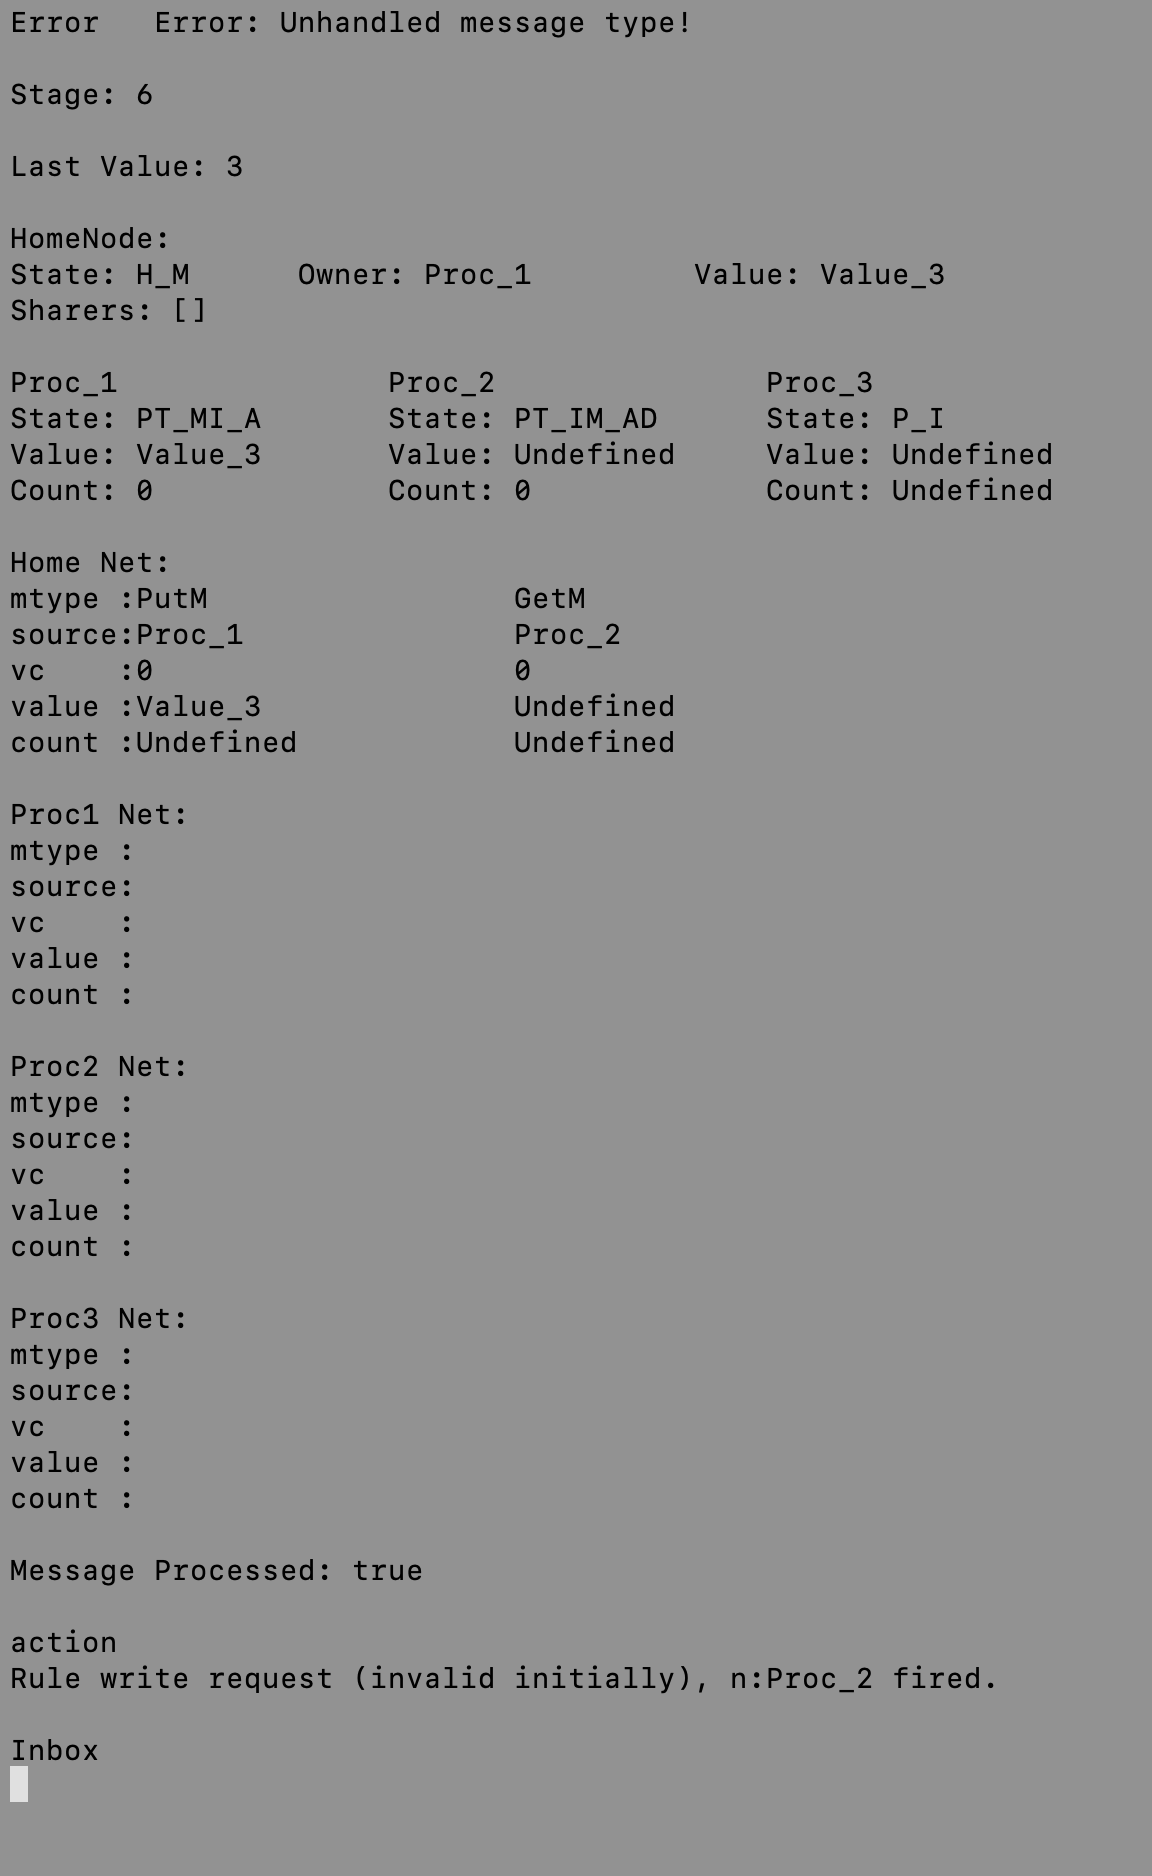 Error   Error: Unhandled message type!
Stage: 6
Last Value: 3
HomeNode:
State: H_M      Owner: Proc_1         Value: Value_3
Sharers: []
Proc_1               Proc_2               Proc_3
State: PT_MI_A       State: PT_IM_AD      State: P_I
Value: Value_3       Value: Undefined     Value: Undefined
Count: 0             Count: 0             Count: Undefined
Home Net:
mtype :PutM                 GetM
source:Proc_1               Proc_2
vc    :0                    0
value :Value_3              Undefined
count :Undefined            Undefined
Proc1 Net:
mtype :
source:
vc    :
value :
count :
Proc2 Net:
mtype :
source:
vc    :
value :
count :
Proc3 Net:
mtype :
source:
vc    :
value :
count :
Message Processed: true
action
Rule write request (invalid initially), n:Proc_2 fired.
Inbox